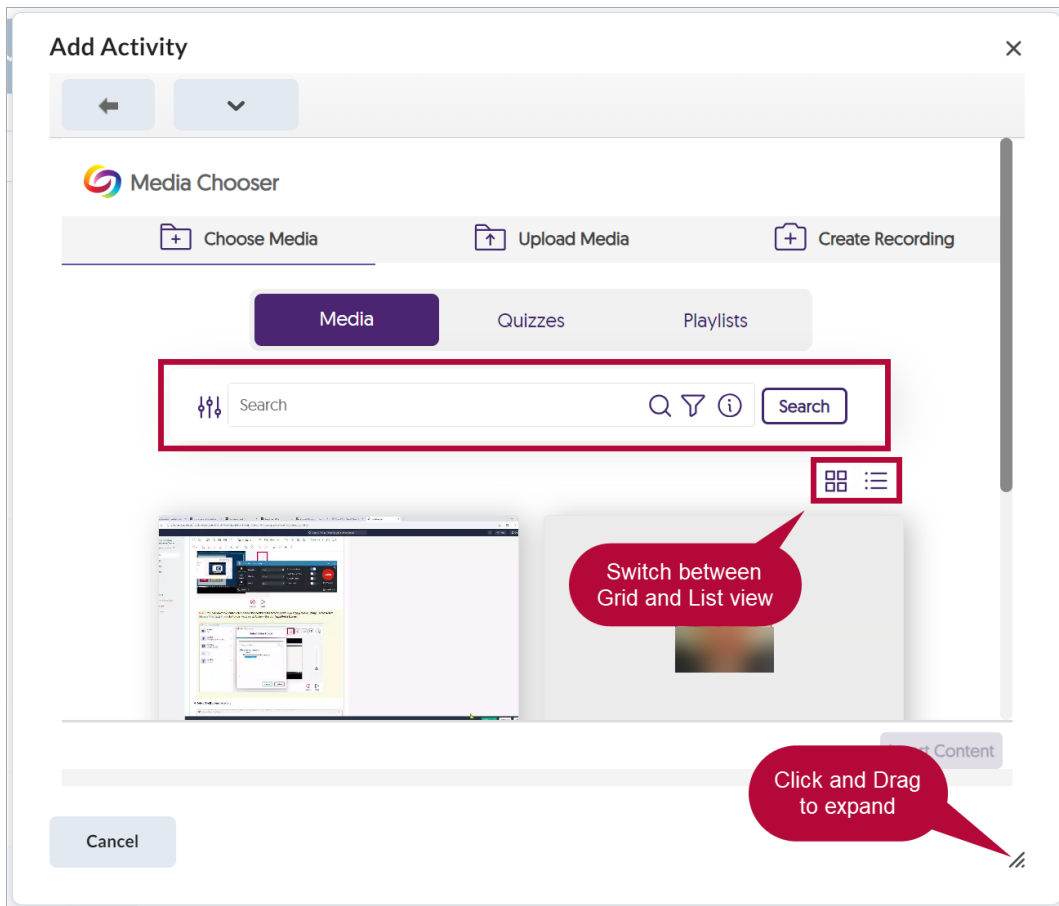 Add Activity
Media Chooser
Choose Media
Upload Media
Create Recording
Media
Quizzes
Playlists
Search
Search
Switch between
Grid and List view
Content
Click and Drag
to expand
Cancel